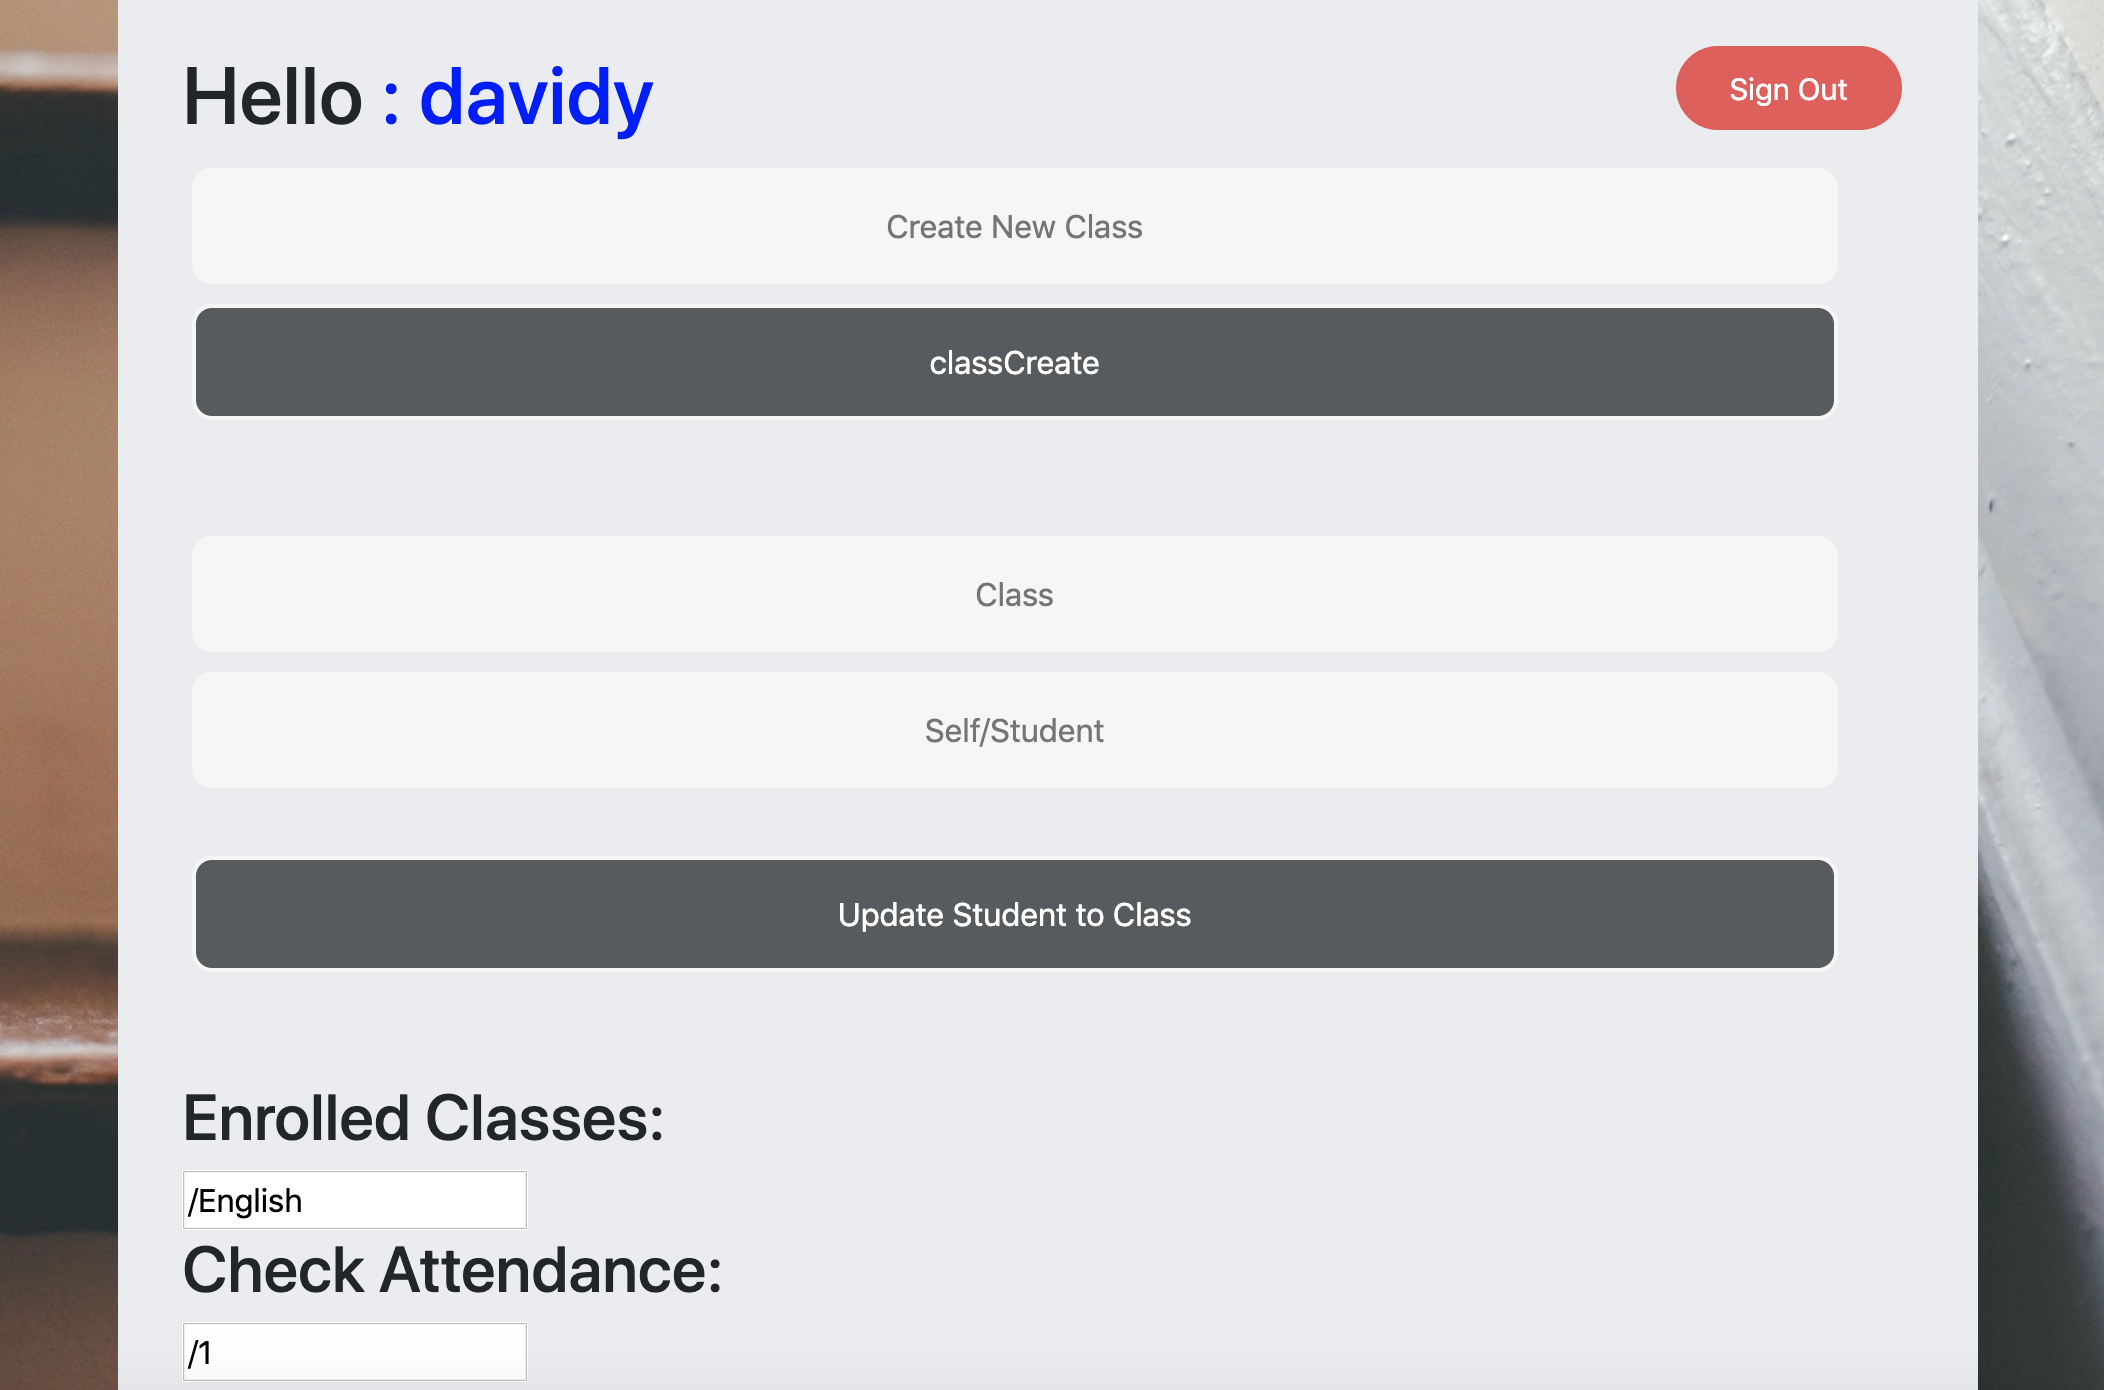 Hello : davidy
Sign Out
Create New Class
classCreate
Class
Self/Student
Update Student to Class
Enrolled Classes:
/English
Check Attendance:
/1